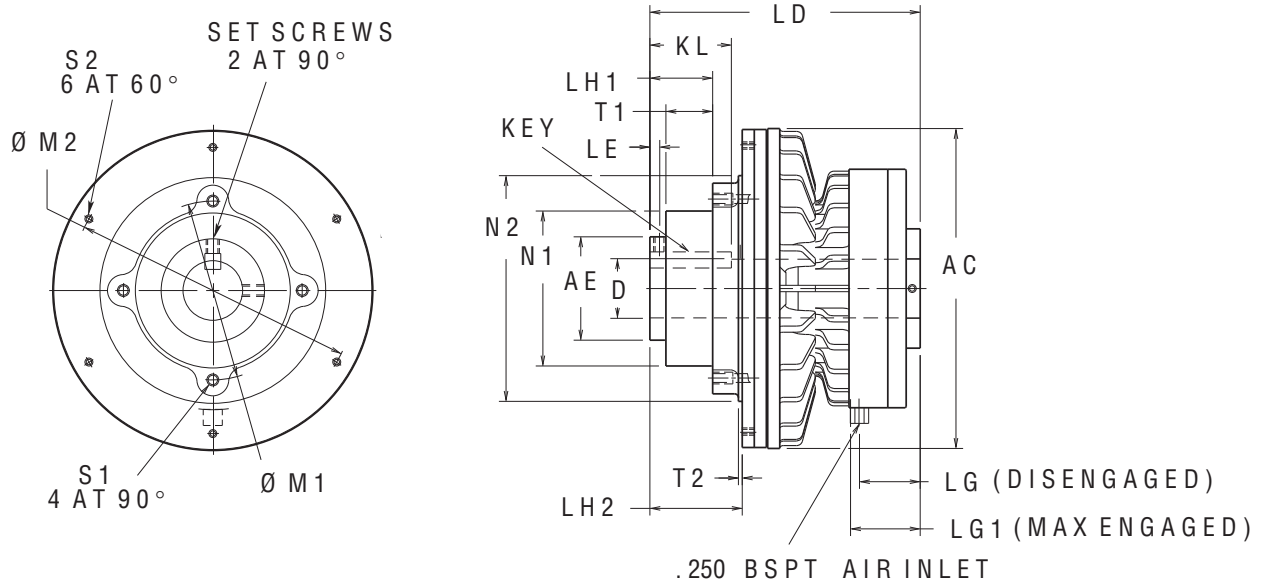 SET SCREWS
2 AT 90°
S2
6 AT 60°
Ø M2
S1
4 AT 90°
Ø M1
LD
KL
LH1
T1
KEY
LE
N2
N1
AE
D
AC
T2
LH2
LG (DISENGAGED)
LG1 (MAX ENGAGED)
.250 BSPT AIR INLET